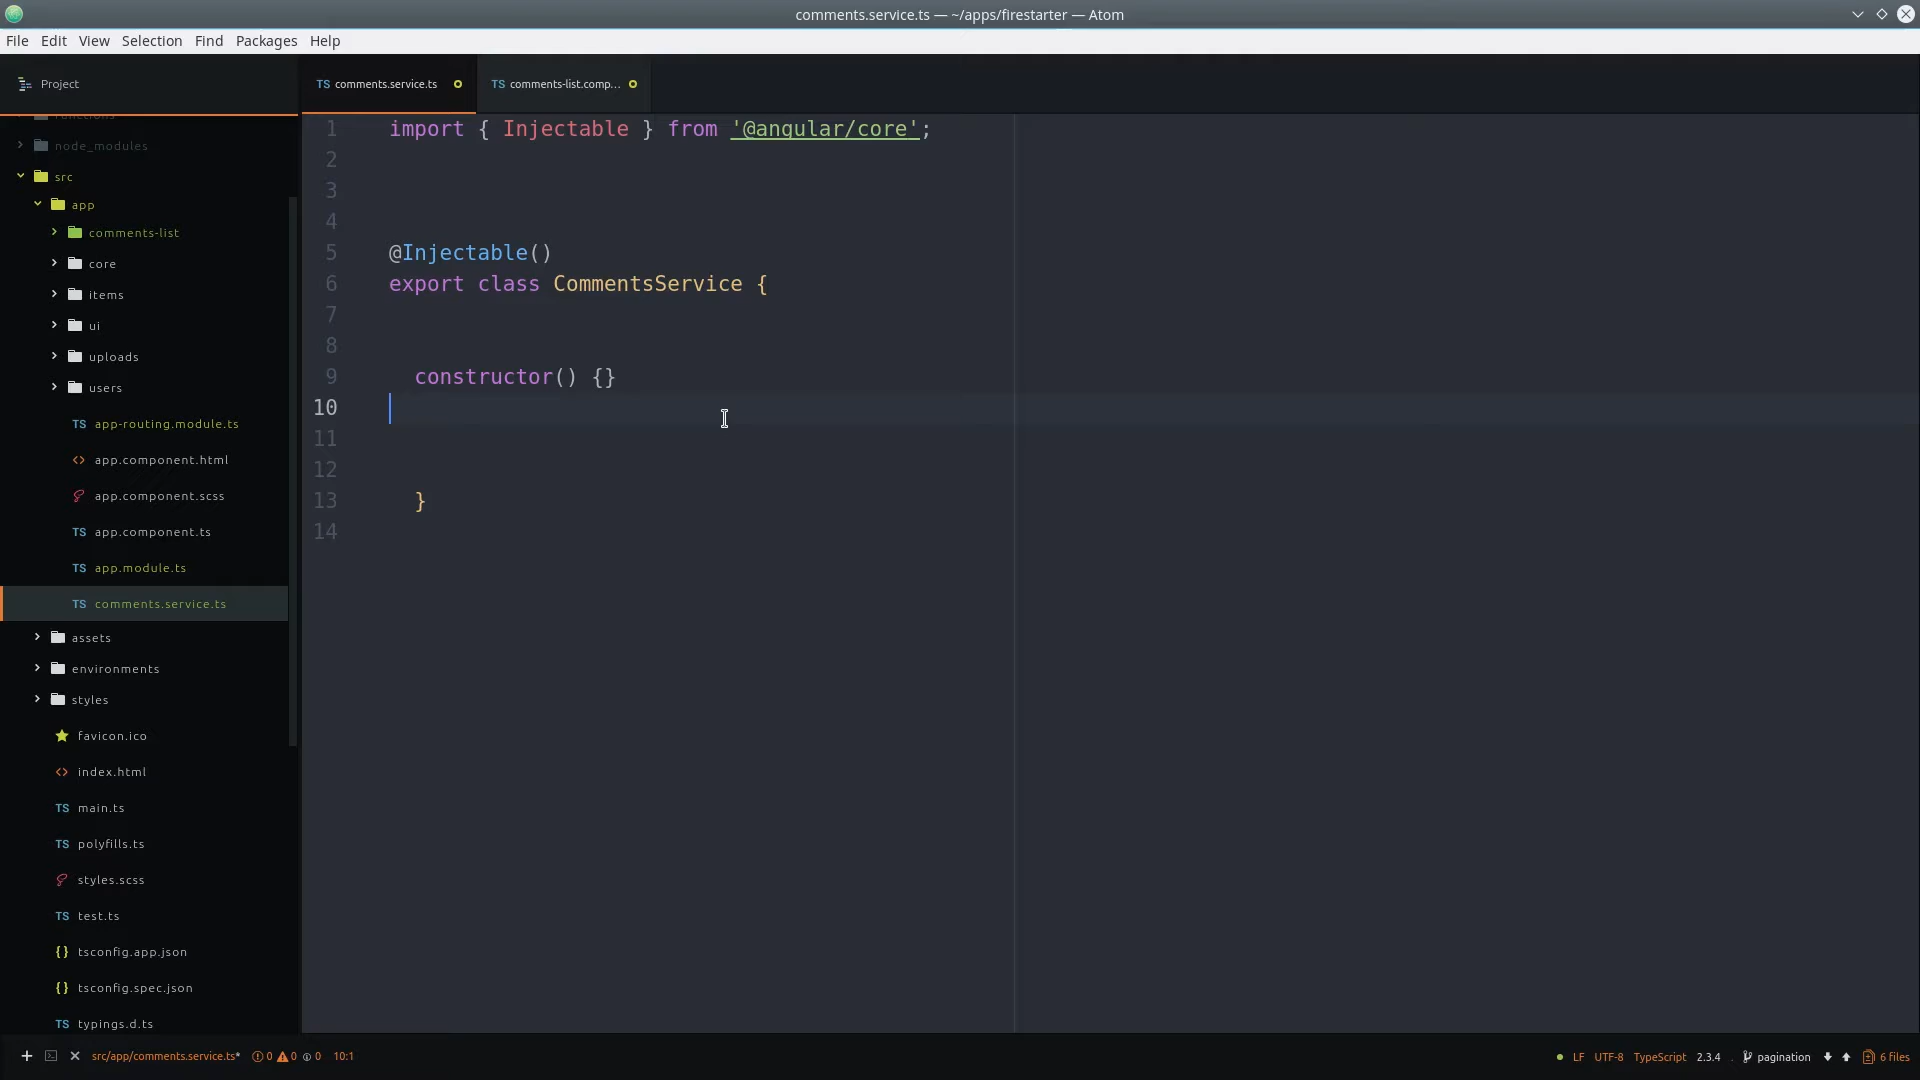 comments.service.ts — ~/apps/firestarter — Atom
File Edit View Selection Find Packages Help
Project
TS comments.service.ts
TS comments-list.comp...
functions
node_modules
src
app
comments-list
core
items
ui
uploads
users
TS app-routing.module.ts
<> app.component.html
app.component.scss
TS app.component.ts
TS app.module.ts
TS comments.service.ts
assets
environments
styles
favicon.ico
<> index.html
TS main.ts
TS polyfills.ts
styles.scss
TS test.ts
{} tsconfig.app.json
{} tsconfig.spec.json
TS typings.d.ts
1 import { Injectable } from '@angular/core';
2
3
4
5 @Injectable()
6 export class CommentsService {
7
8
9 constructor() {}
10
11
12
13 }
14
src/app/comments.service.ts* 0 0 0 10:1
LF UTF-8 TypeScript 2.3.4 pagination 6 files